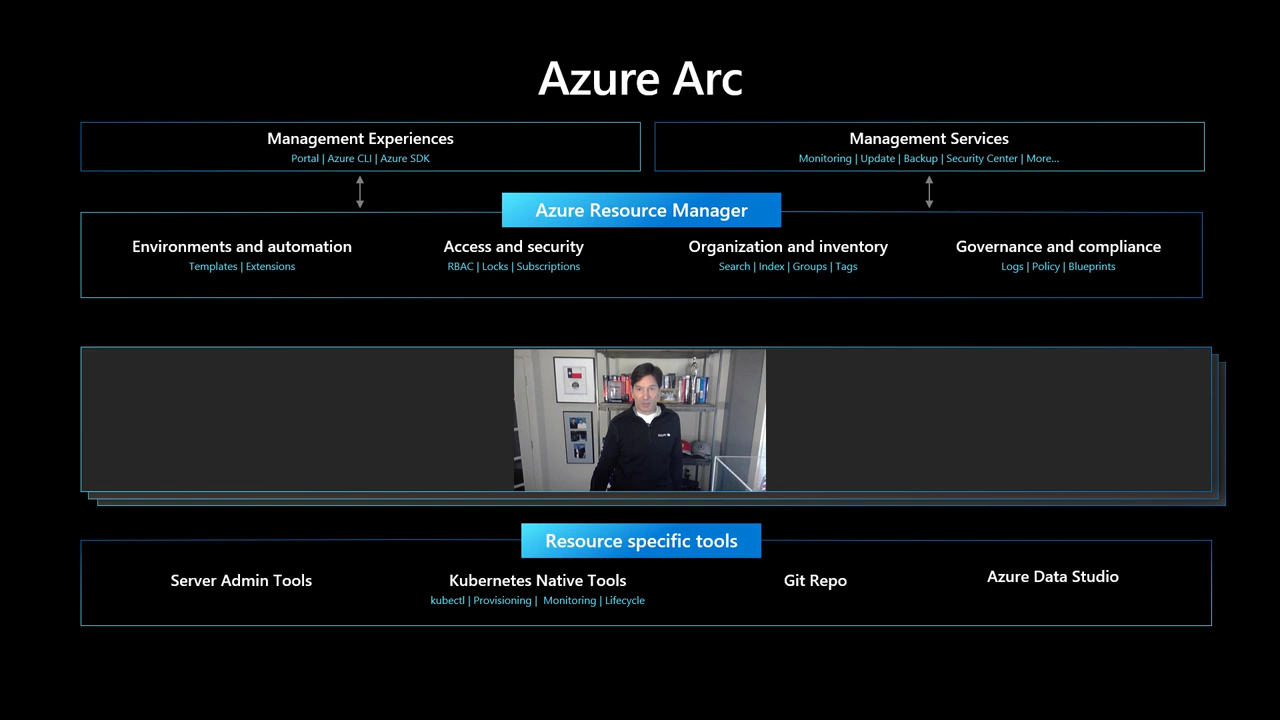 Azure Arc
Management Experiences
Portal | Azure CLI | Azure SDK
Management Services
Monitoring | Update | Backup | Security Center | More...
Azure Resource Manager
Environments and automation
Templates | Extensions
Access and security
RBAC | Locks | Subscriptions
Organization and inventory
Search | Index | Groups | Tags
Governance and compliance
Logs | Policy | Blueprints
Resource specific tools
Server Admin Tools
Kubernetes Native Tools
kubectl | Provisioning |  Monitoring | Lifecycle
Git Repo
Azure Data Studio